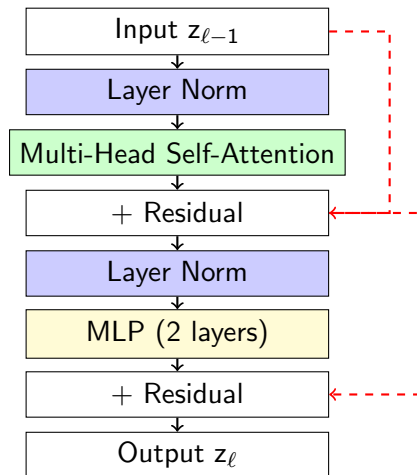 Input z_{ℓ−1}
Layer Norm
Multi-Head Self-Attention
+ Residual
Layer Norm
MLP (2 layers)
+ Residual
Output z_ℓ